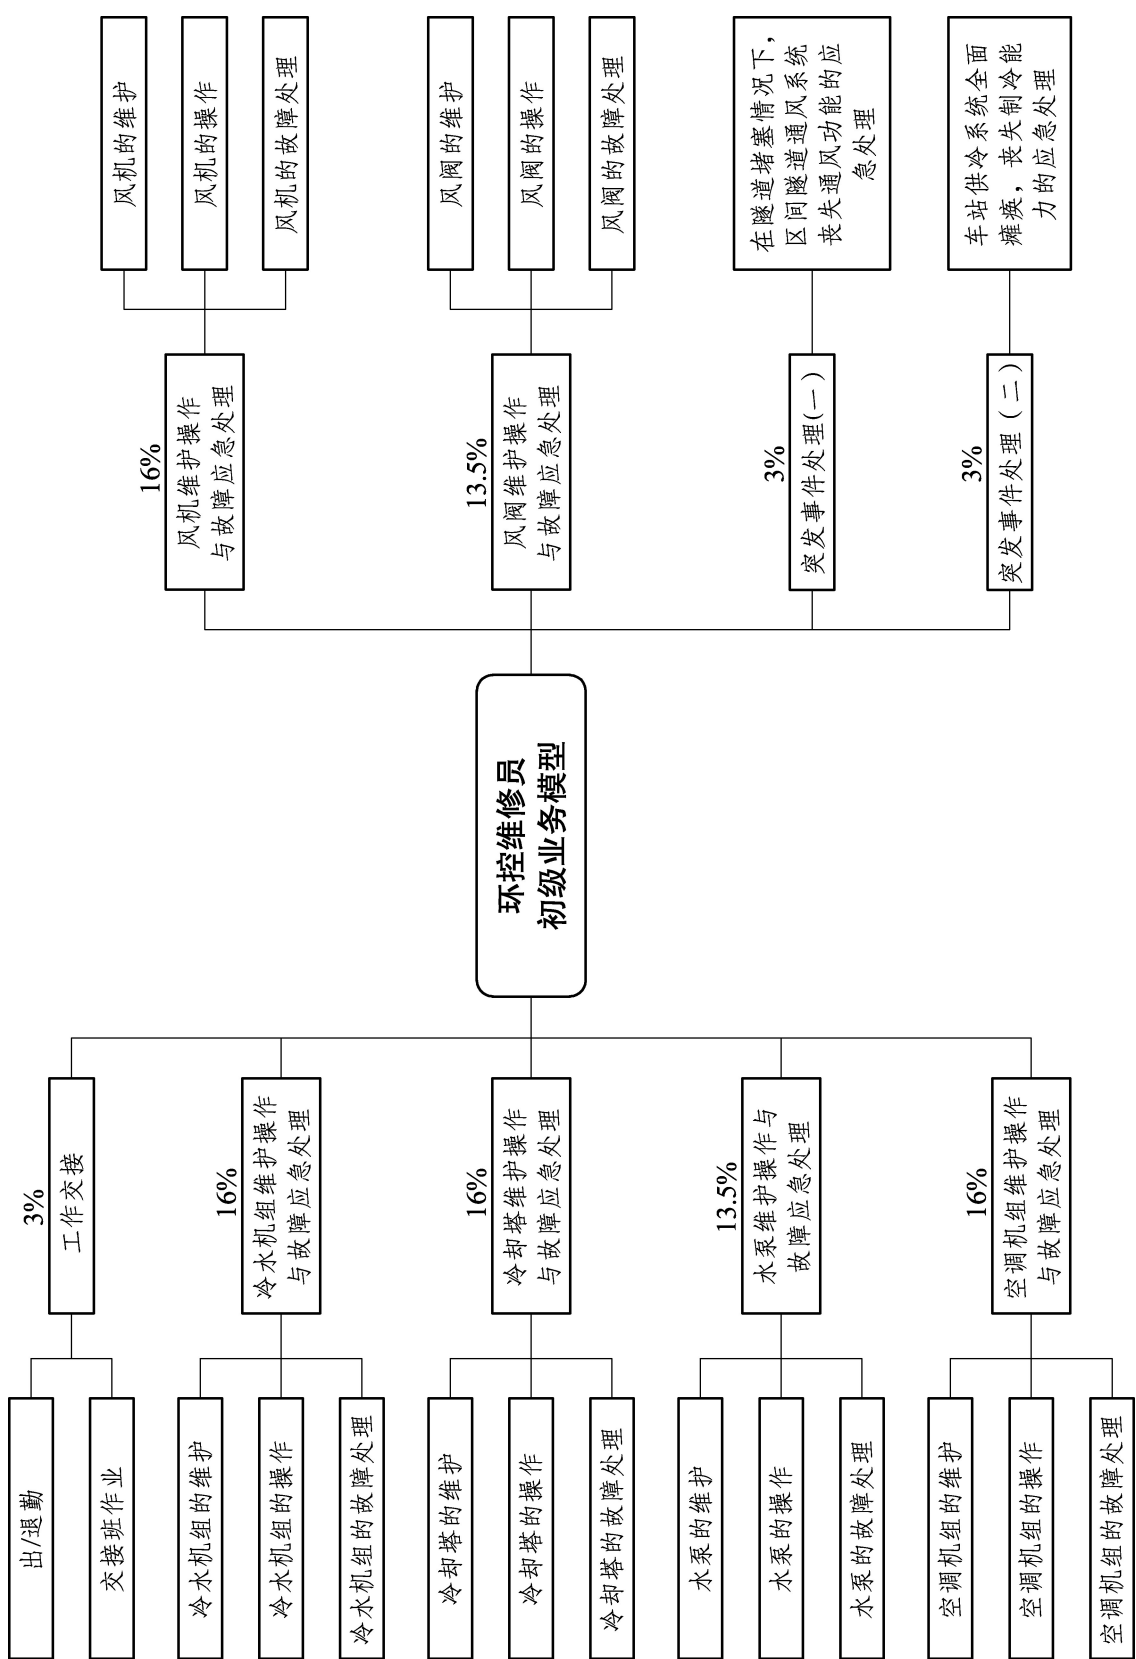 出/退勤
交接班作业
3%
工作交接
冷水机组的维护
冷水机组的操作
冷水机组的故障处理
16%
冷水机组维护操作
与故障应急处理
冷却塔的维护
冷却塔的操作
冷却塔的故障处理
16%
冷却塔维护操作
与故障应急处理
水泵的维护
水泵的操作
水泵的故障处理
13.5%
水泵维护操作与
故障应急处理
空调机组的维护
空调机组的操作
空调机组的故障处理
16%
空调机组维护操作
与故障应急处理
环控维修员
初级业务模型
16%
风机维护操作
与故障应急处理
风机的维护
风机的操作
风机的故障处理
13.5%
风阀维护操作
与故障应急处理
风阀的维护
风阀的操作
风阀的故障处理
3%
突发事件处理(一)
在隧道堵塞情况下，
区间隧道通风系统
丧失通风功能的应
急处理
3%
突发事件处理（二）
车站供冷系统全面
瘫痪，丧失制冷能
力的应急处理